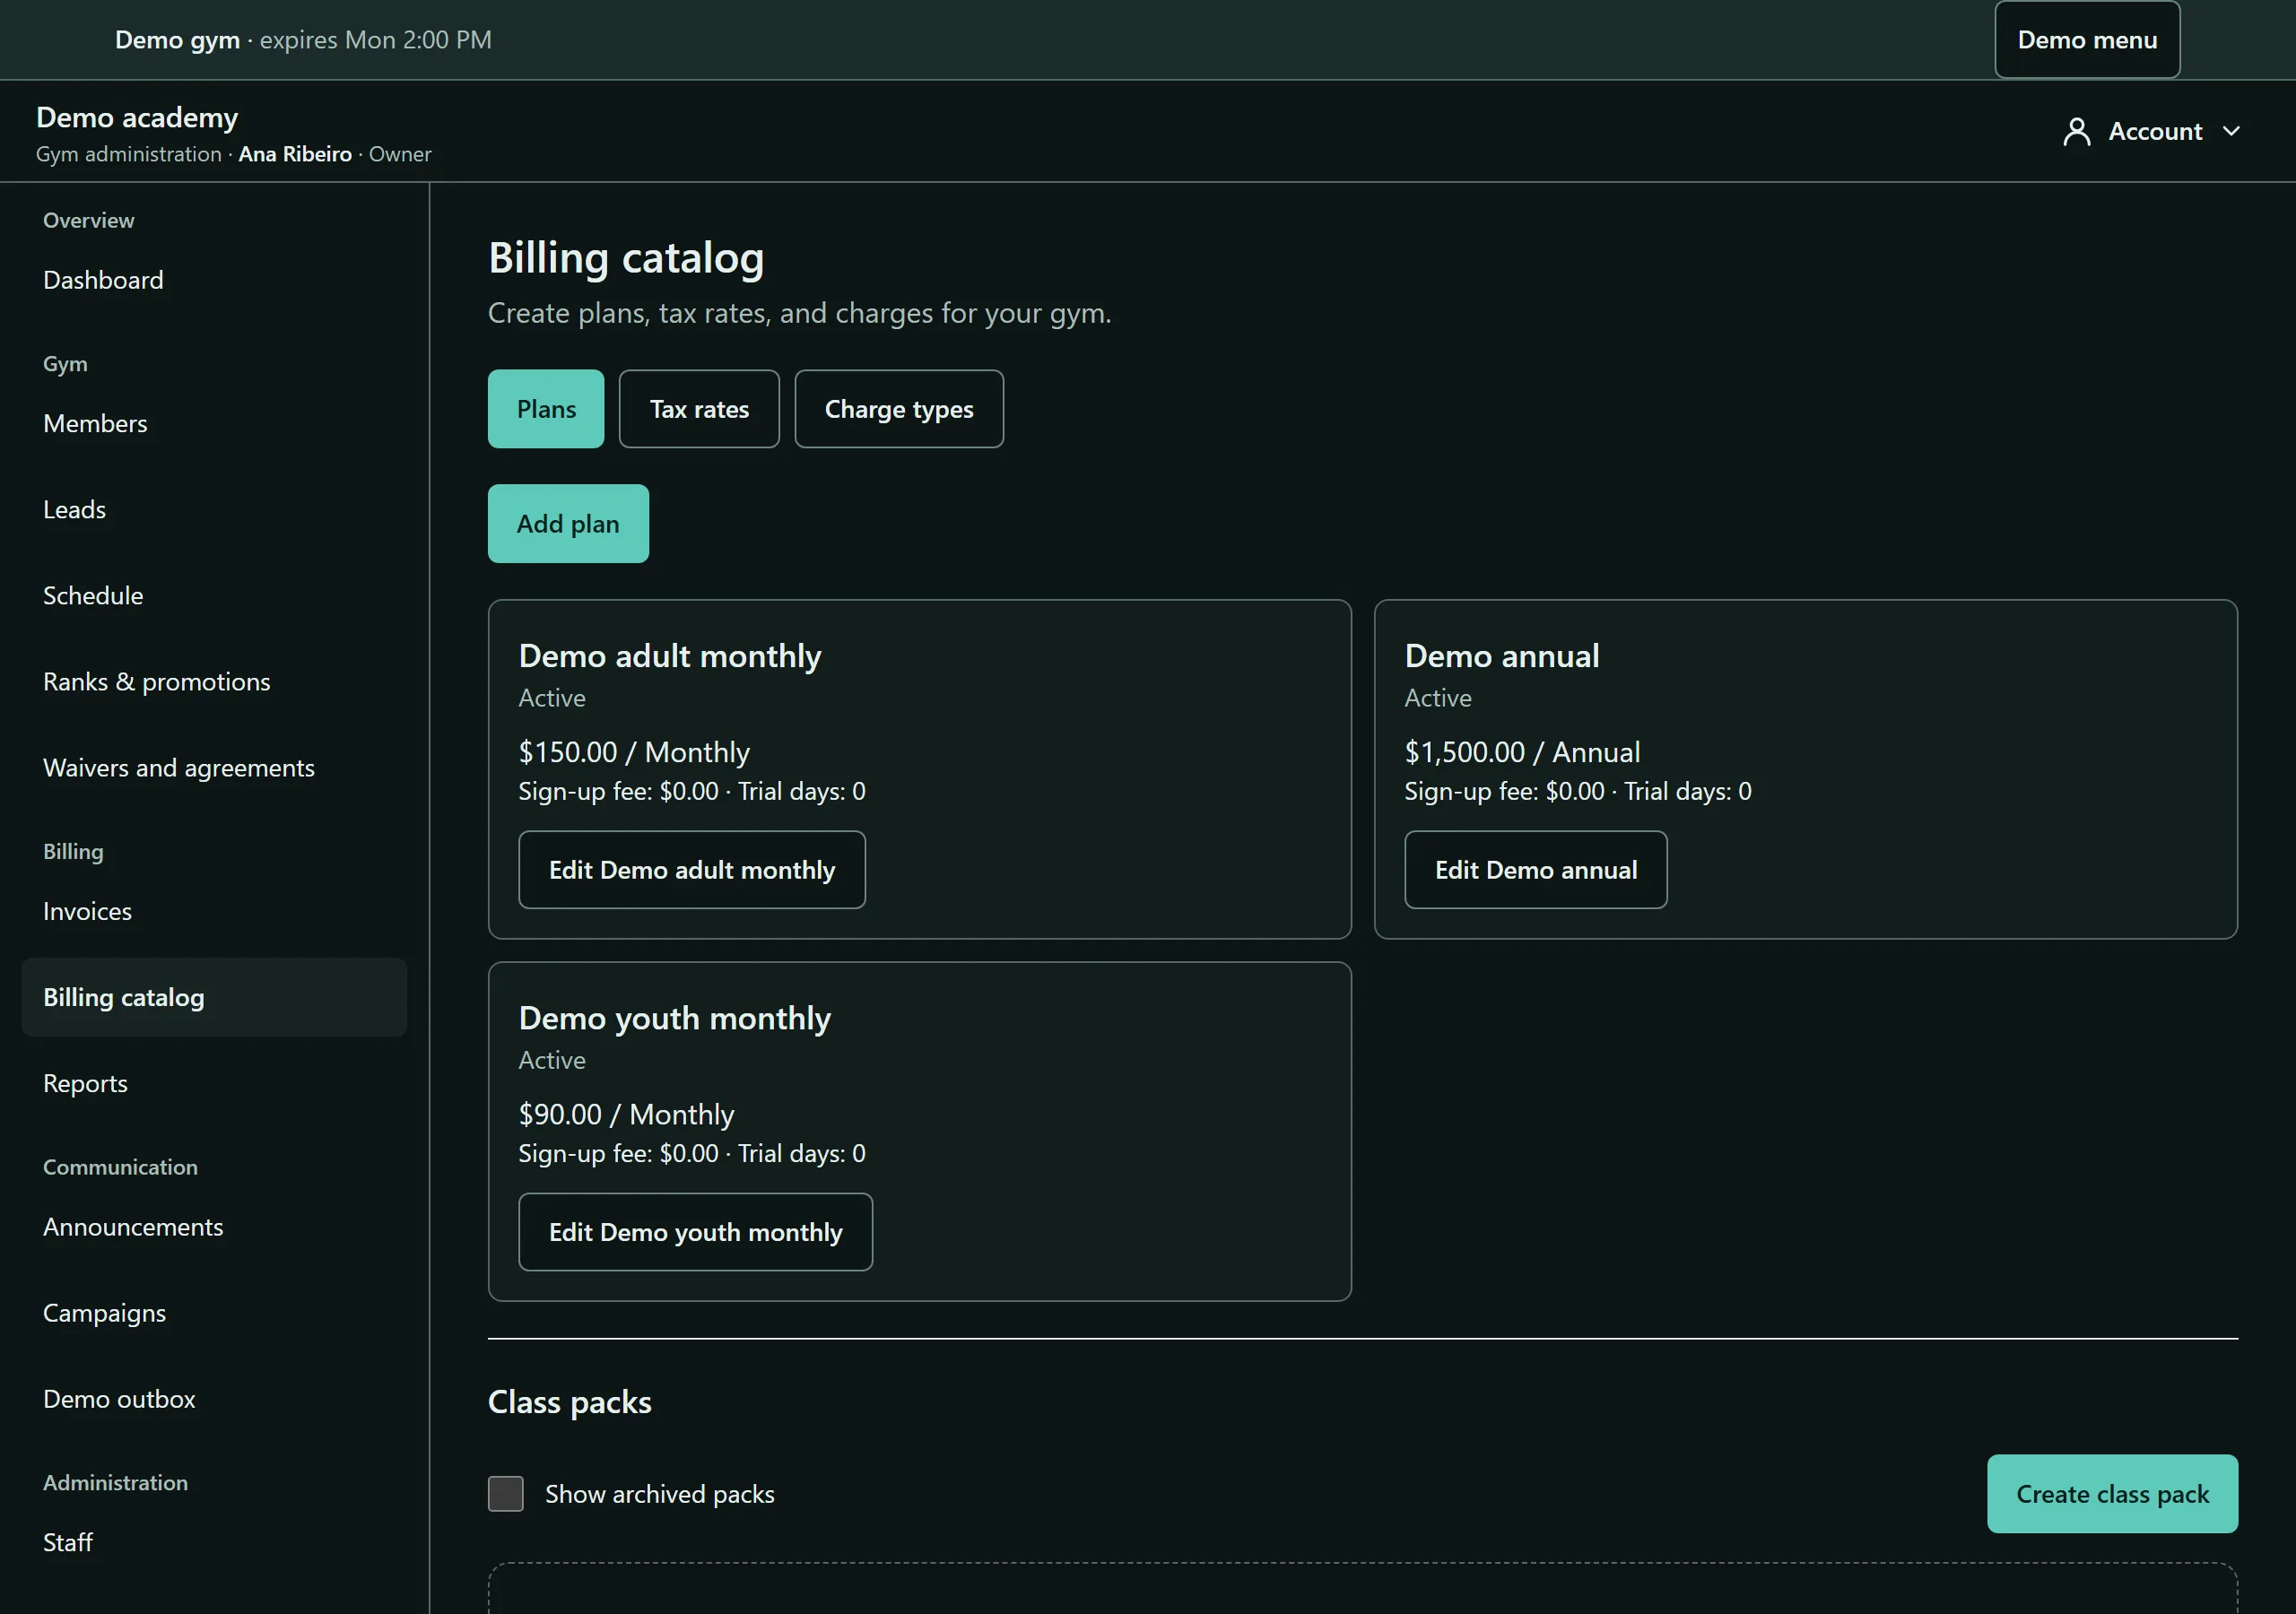 Demo gym · expires Mon 2:00 PM
Demo menu
Demo academy
Gym administration · Ana Ribeiro · Owner
Account
Overview
Dashboard
Gym
Members
Leads
Schedule
Ranks & promotions
Waivers and agreements
Billing
Invoices
Billing catalog
Reports
Communication
Announcements
Campaigns
Demo outbox
Administration
Staff
Billing catalog
Create plans, tax rates, and charges for your gym.
Plans
Tax rates
Charge types
Add plan
Demo adult monthly
Active
$150.00 / Monthly
Sign-up fee: $0.00 · Trial days: 0
Edit Demo adult monthly
Demo annual
Active
$1,500.00 / Annual
Sign-up fee: $0.00 · Trial days: 0
Edit Demo annual
Demo youth monthly
Active
$90.00 / Monthly
Sign-up fee: $0.00 · Trial days: 0
Edit Demo youth monthly
Class packs
Show archived packs
Create class pack